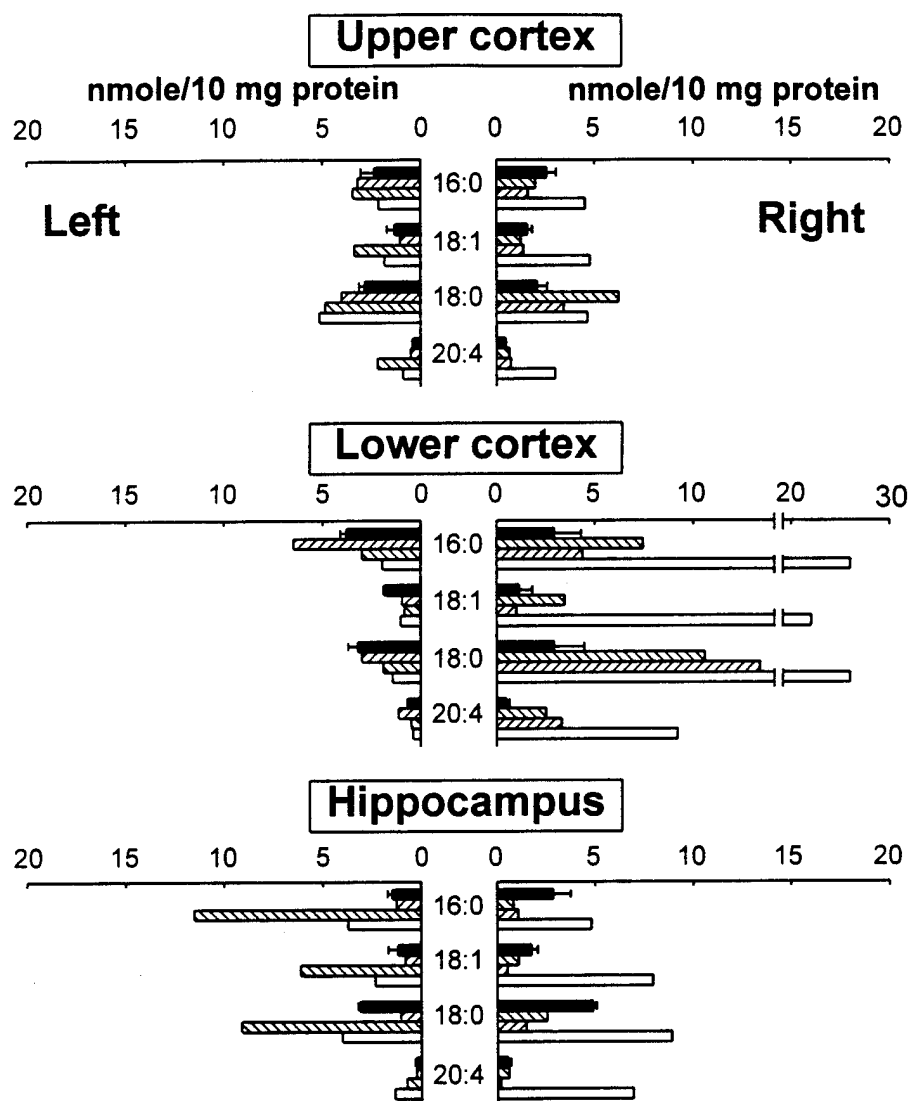 Upper cortex
nmole/10 mg protein nmole/10 mg protein
20 15 10 5 0 0 5 10 15 20
16:0
Left Right
18:1
18:0
20:4
Lower cortex
20 15 10 5 0 0 5 10 20 30
16:0
18:1
18:0
20:4
Hippocampus
20 15 10 5 0 0 5 10 15 20
16:0
18:1
18:0
20:4